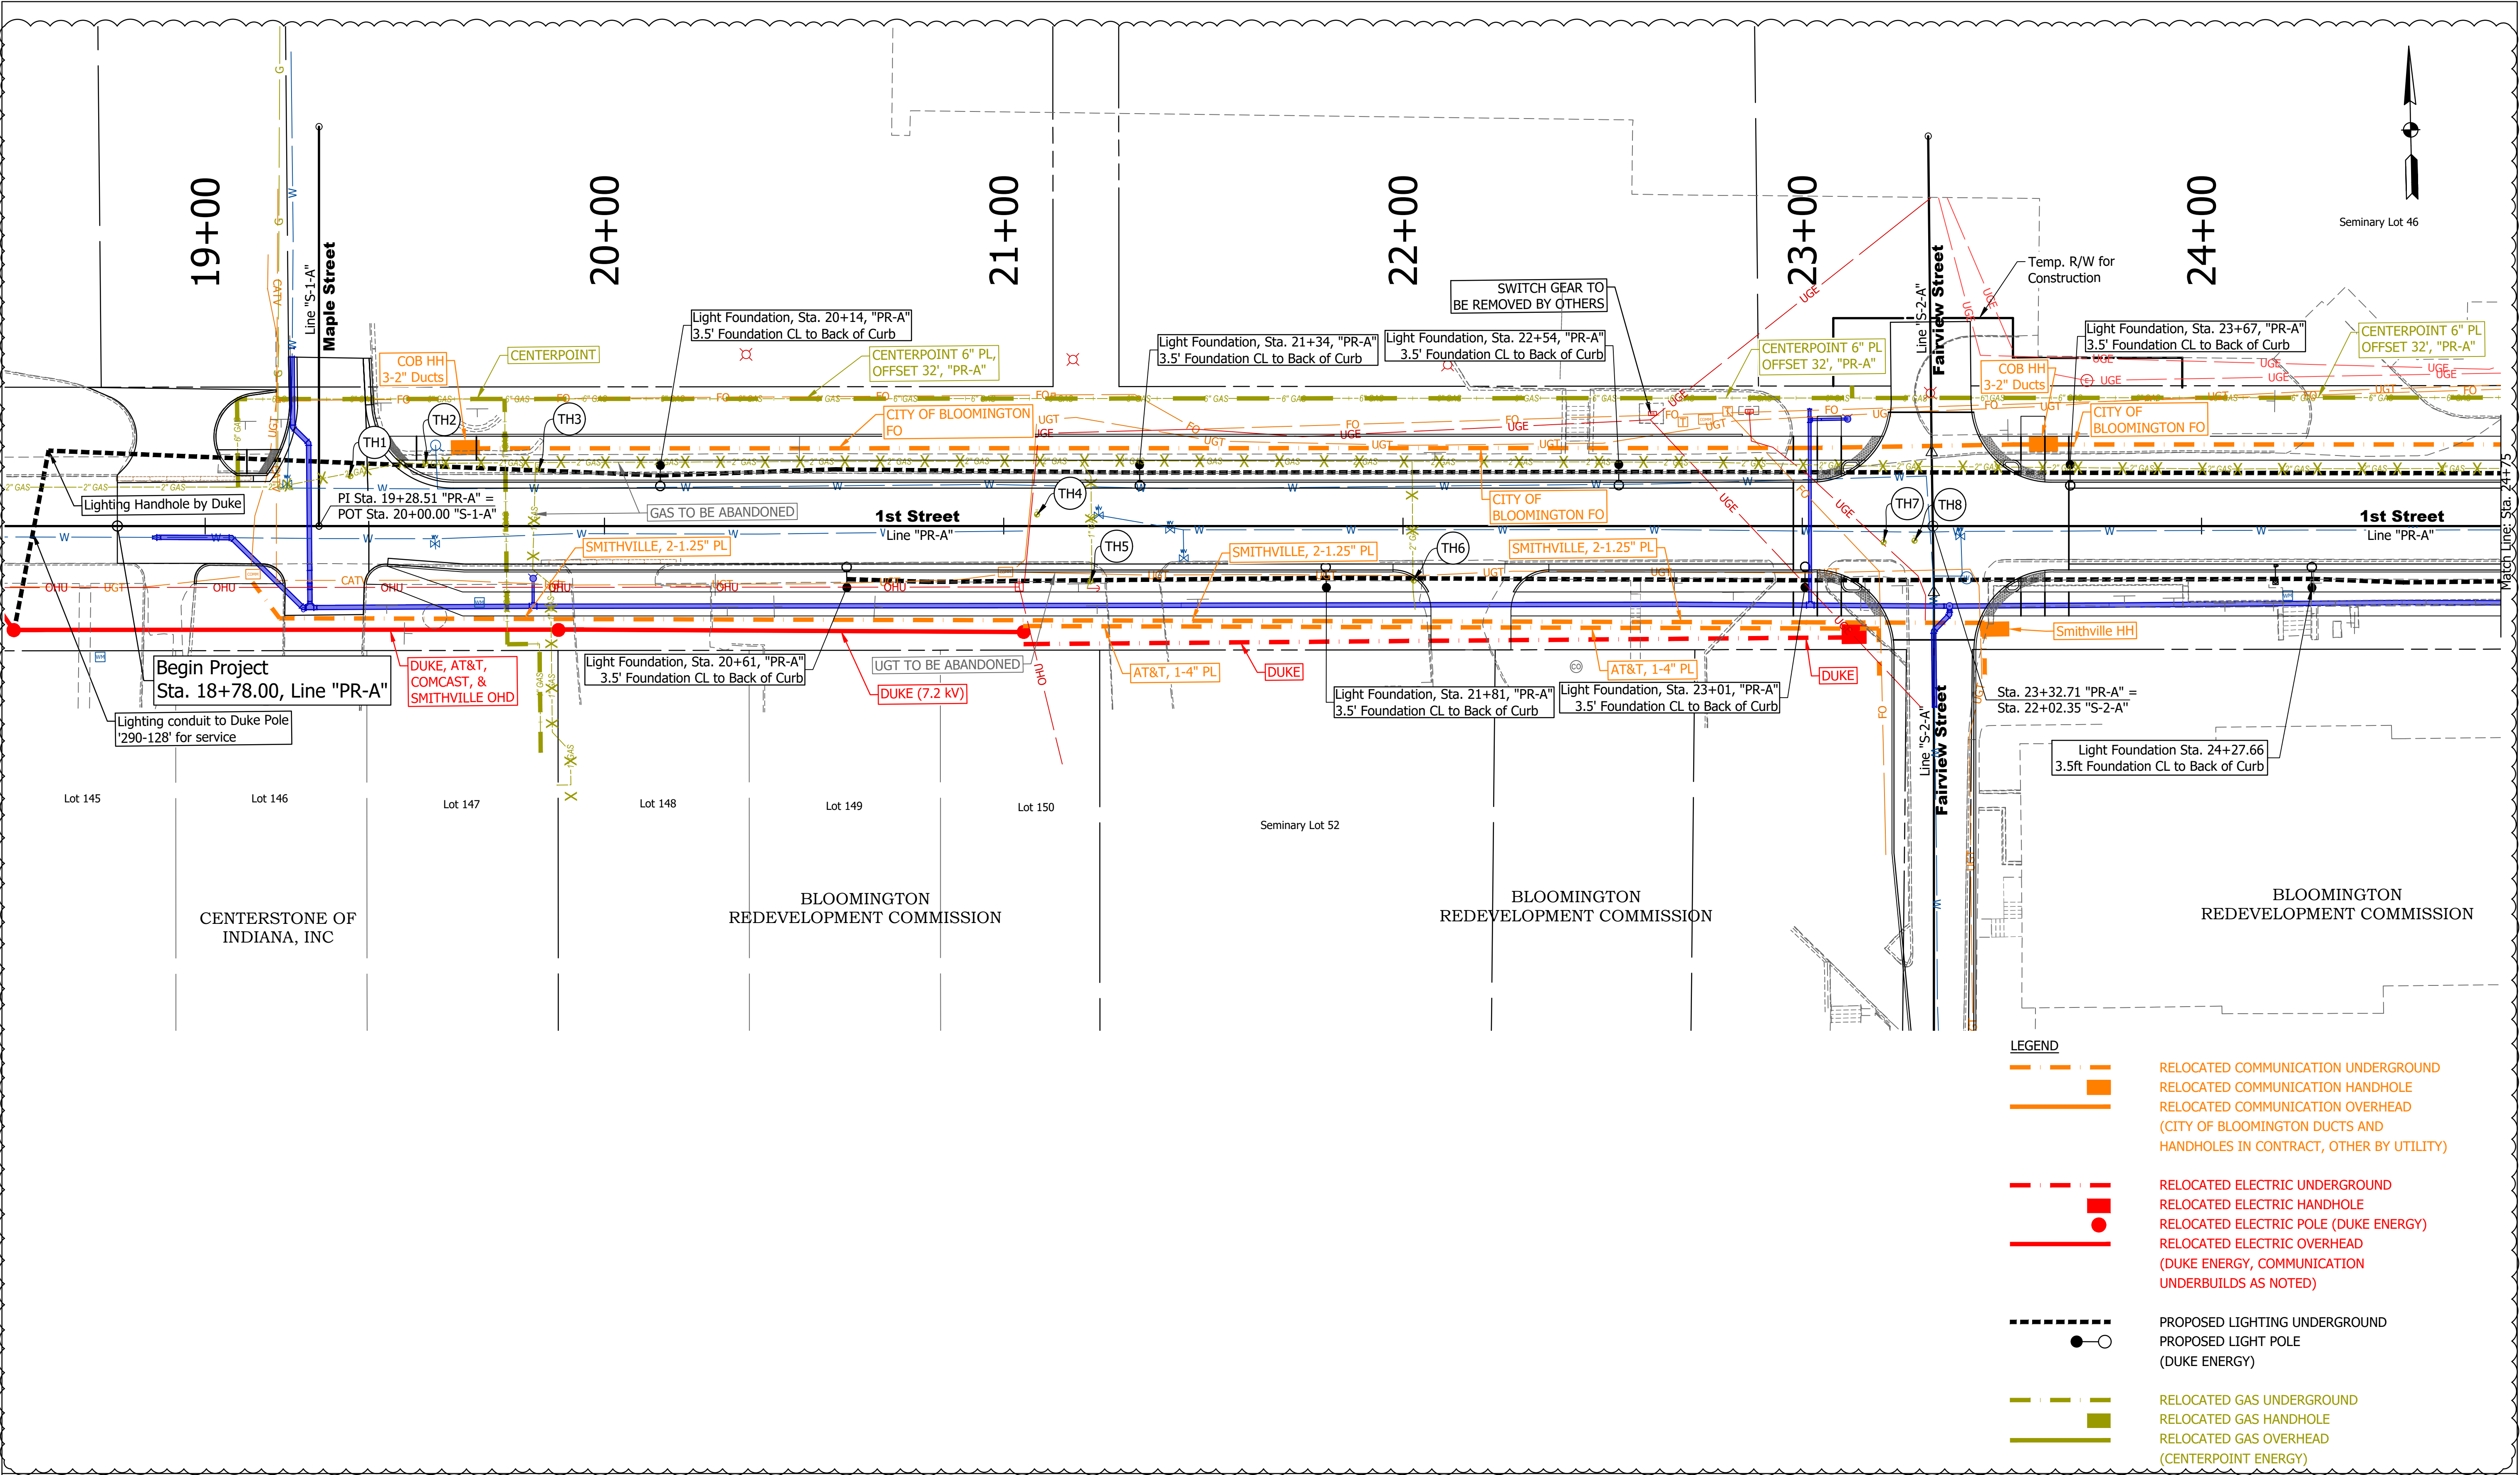 19+00
20+00
21+00
22+00
23+00
24+00
Seminary Lot 46
Line "S-1-A"
Maple Street
Line "S-2-A"
Fairview Street
Temp. R/W for
Construction
SWITCH GEAR TO
BE REMOVED BY OTHERS
Light Foundation, Sta. 20+14, "PR-A"
3.5' Foundation CL to Back of Curb
Light Foundation, Sta. 21+34, "PR-A"
3.5' Foundation CL to Back of Curb
Light Foundation, Sta. 22+54, "PR-A"
3.5' Foundation CL to Back of Curb
Light Foundation, Sta. 23+67, "PR-A"
3.5' Foundation CL to Back of Curb
CENTERPOINT 6" PL
OFFSET 32', "PR-A"
COB HH
3-2" Ducts
CENTERPOINT
CENTERPOINT 6" PL,
OFFSET 32', "PR-A"
CENTERPOINT 6" PL
OFFSET 32', "PR-A"
COB HH
3-2" Ducts
CITY OF BLOOMINGTON
FO
CITY OF
BLOOMINGTON FO
TH1
TH2
TH3
TH4
TH5
TH6
TH7
TH8
Lighting Handhole by Duke
PI Sta. 19+28.51 "PR-A" =
POT Sta. 20+00.00 "S-1-A"
GAS TO BE ABANDONED
1st Street
Line "PR-A"
CITY OF
BLOOMINGTON FO
1st Street
Line "PR-A"
Match Line: Sta. 24+75
SMITHVILLE, 2-1.25" PL
SMITHVILLE, 2-1.25" PL
SMITHVILLE, 2-1.25" PL
OHU
UGT
OHU
CATV
OHU
OHU
OHU
OHU
Smithville HH
Begin Project
Sta. 18+78.00, Line "PR-A"
DUKE, AT&T,
COMCAST, &
SMITHVILLE OHD
Light Foundation, Sta. 20+61, "PR-A"
3.5' Foundation CL to Back of Curb
UGT TO BE ABANDONED
DUKE (7.2 kV)
AT&T, 1-4" PL
DUKE
AT&T, 1-4" PL
DUKE
Light Foundation, Sta. 21+81, "PR-A"
3.5' Foundation CL to Back of Curb
Light Foundation, Sta. 23+01, "PR-A"
3.5' Foundation CL to Back of Curb
Sta. 23+32.71 "PR-A" =
Sta. 22+02.35 "S-2-A"
Lighting conduit to Duke Pole
'290-128' for service
Line "S-2-A"
Fairview Street
Light Foundation Sta. 24+27.66
3.5ft Foundation CL to Back of Curb
Lot 145
Lot 146
Lot 147
Lot 148
Lot 149
Lot 150
Seminary Lot 52
CENTERSTONE OF
INDIANA, INC
BLOOMINGTON
REDEVELOPMENT COMMISSION
BLOOMINGTON
REDEVELOPMENT COMMISSION
BLOOMINGTON
REDEVELOPMENT COMMISSION
LEGEND
RELOCATED COMMUNICATION UNDERGROUND
RELOCATED COMMUNICATION HANDHOLE
RELOCATED COMMUNICATION OVERHEAD
(CITY OF BLOOMINGTON DUCTS AND
HANDHOLES IN CONTRACT, OTHER BY UTILITY)
RELOCATED ELECTRIC UNDERGROUND
RELOCATED ELECTRIC HANDHOLE
RELOCATED ELECTRIC POLE (DUKE ENERGY)
RELOCATED ELECTRIC OVERHEAD
(DUKE ENERGY, COMMUNICATION
UNDERBUILDS AS NOTED)
PROPOSED LIGHTING UNDERGROUND
PROPOSED LIGHT POLE
(DUKE ENERGY)
RELOCATED GAS UNDERGROUND
RELOCATED GAS HANDHOLE
RELOCATED GAS OVERHEAD
(CENTERPOINT ENERGY)